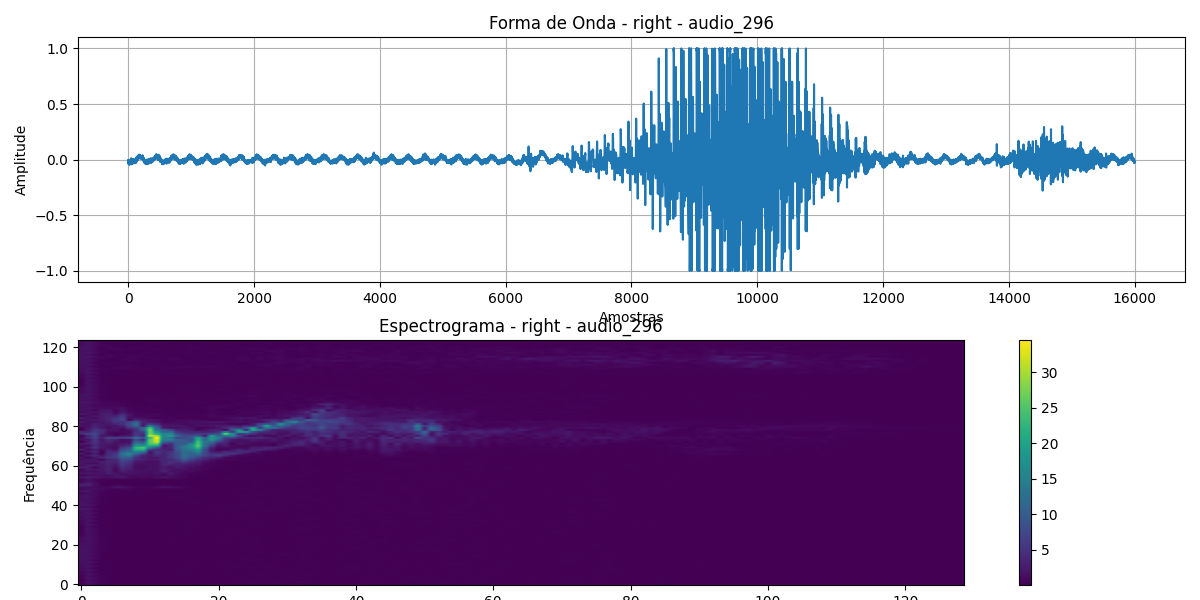 Forma de Onda - right - audio_296
1.0
0.5
0.0
−0.5
−1.0
Amplitude
0 2000 4000 6000 8000 10000 12000 14000 16000
Amostras
Espectrograma - right - audio_296
120
100
80
60
40
20
0
Frequência
0 20 40 60 80 100 120
30
25
20
15
10
5